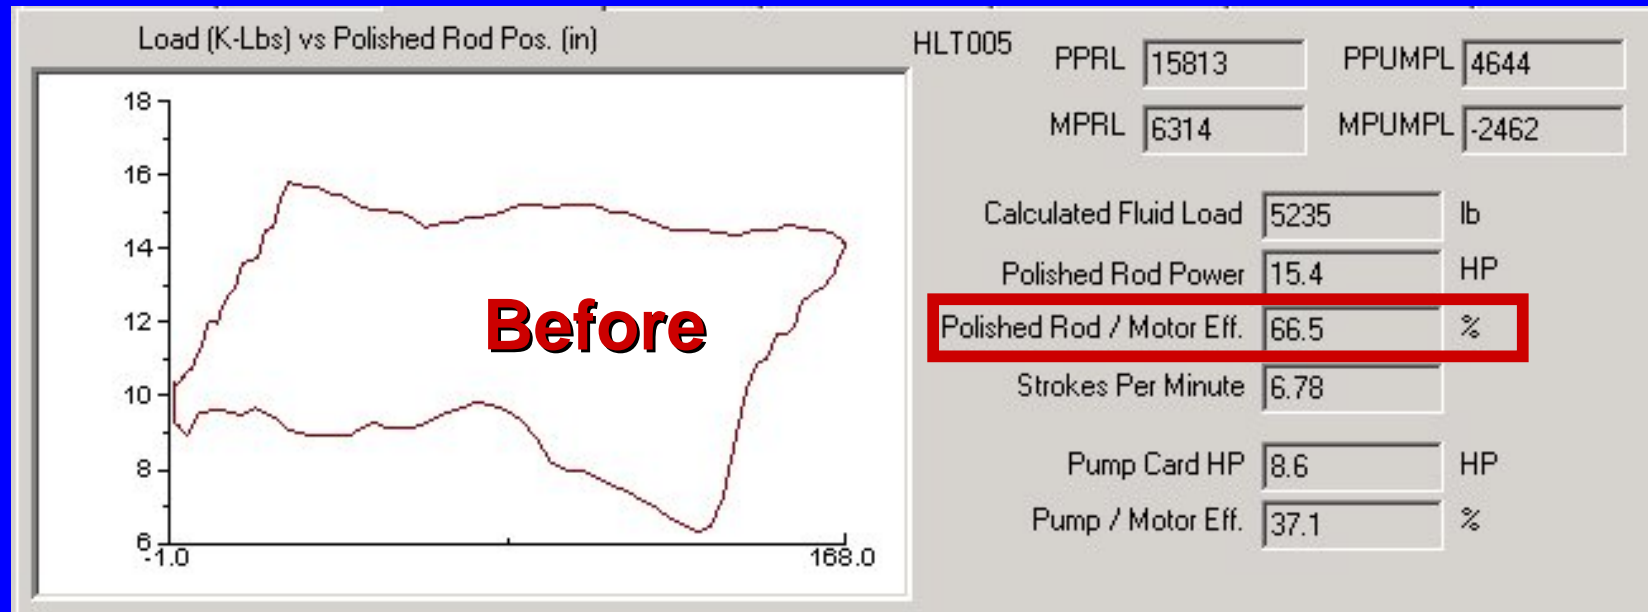 Load (K-Lbs) vs Polished Rod Pos. (in)
18
16
14
12
10
8
6
-1.0 168.0
Before
HLT005
PPRL 15813 PPUMPL 4644
MPRL 6314 MPUMPL -2462
Calculated Fluid Load 5235 lb
Polished Rod Power 15.4 HP
Polished Rod / Motor Eff. 66.5 %
Strokes Per Minute 6.78
Pump Card HP 8.6 HP
Pump / Motor Eff. 37.1 %